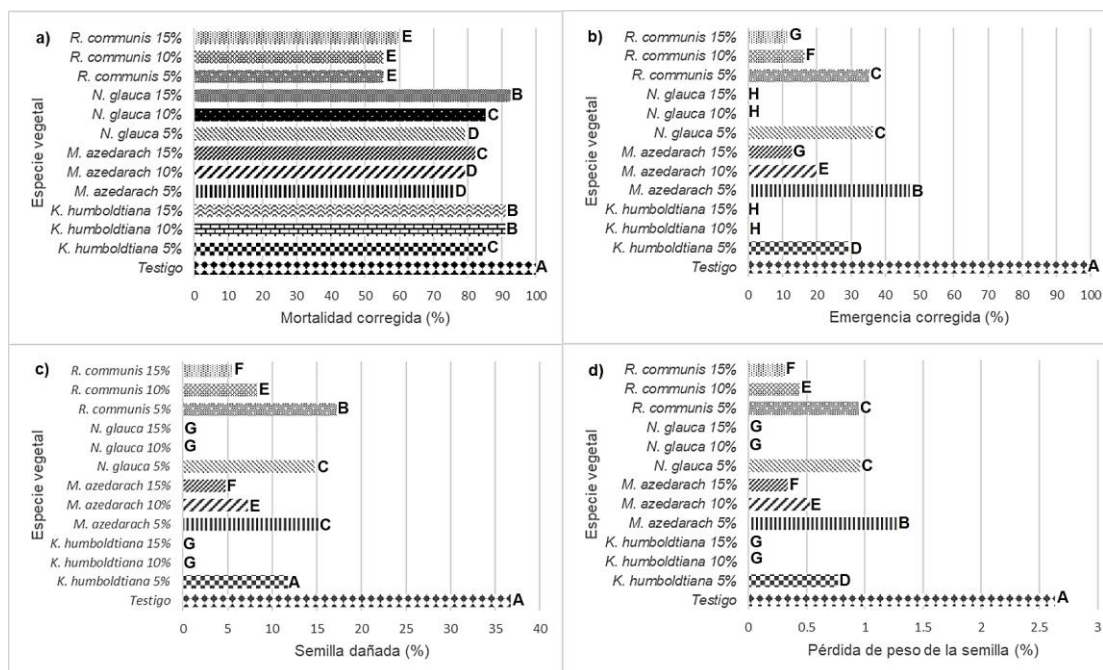 a)
Especie vegetal
R. communis 15% E
R. communis 10% E
R. communis 5% E
N. glauca 15% B
N. glauca 10% C
N. glauca 5% D
M. azedarach 15% C
M. azedarach 10% D
M. azedarach 5% D
K. humboldtiana 15% B
K. humboldtiana 10% B
K. humboldtiana 5% C
Testigo A
0 10 20 30 40 50 60 70 80 90 100
Mortalidad corregida (%)
b)
Especie vegetal
R. communis 15% G
R. communis 10% F
R. communis 5% C
N. glauca 15% H
N. glauca 10% H
N. glauca 5% C
M. azedarach 15% G
M. azedarach 10% E
M. azedarach 5% B
K. humboldtiana 15% H
K. humboldtiana 10% H
K. humboldtiana 5% D
Testigo A
0 10 20 30 40 50 60 70 80 90 100
Emergencia corregida (%)
c)
Especie vegetal
R. communis 15% F
R. communis 10% E
R. communis 5% B
N. glauca 15% G
N. glauca 10% G
N. glauca 5% C
M. azedarach 15% F
M. azedarach 10% E
M. azedarach 5% C
K. humboldtiana 15% G
K. humboldtiana 10% G
K. humboldtiana 5% A
Testigo A
0 5 10 15 20 25 30 35 40
Semilla dañada (%)
d)
Especie vegetal
R. communis 15% F
R. communis 10% E
R. communis 5% C
N. glauca 15% G
N. glauca 10% G
N. glauca 5% C
M. azedarach 15% F
M. azedarach 10% E
M. azedarach 5% B
K. humboldtiana 15% G
K. humboldtiana 10% G
K. humboldtiana 5% D
Testigo A
0 0.5 1 1.5 2 2.5 3
Pérdida de peso de la semilla (%)